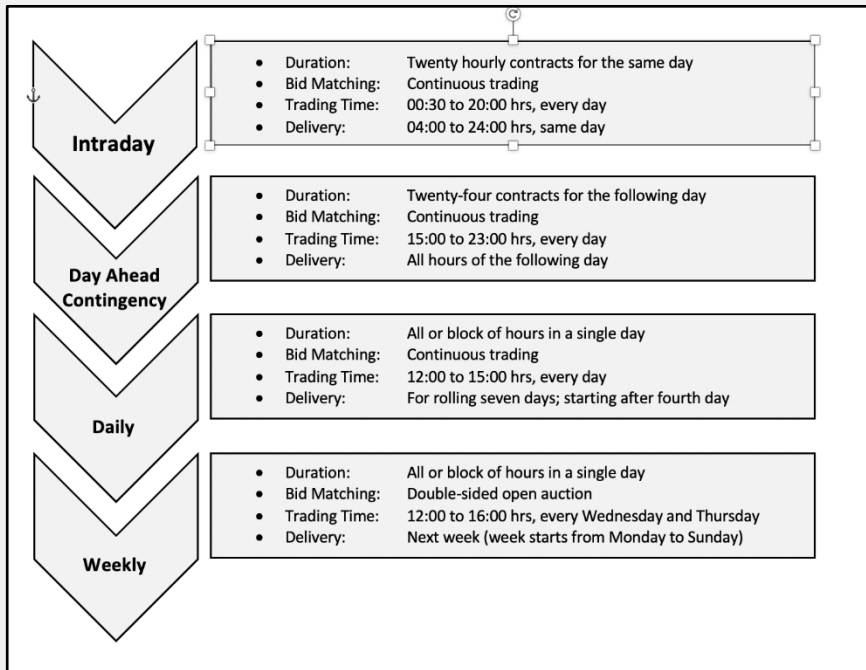 Intraday
• Duration: Twenty hourly contracts for the same day
• Bid Matching: Continuous trading
• Trading Time: 00:30 to 20:00 hrs, every day
• Delivery: 04:00 to 24:00 hrs, same day
Day Ahead
Contingency
• Duration: Twenty-four contracts for the following day
• Bid Matching: Continuous trading
• Trading Time: 15:00 to 23:00 hrs, every day
• Delivery: All hours of the following day
Daily
• Duration: All or block of hours in a single day
• Bid Matching: Continuous trading
• Trading Time: 12:00 to 15:00 hrs, every day
• Delivery: For rolling seven days; starting after fourth day
Weekly
• Duration: All or block of hours in a single day
• Bid Matching: Double-sided open auction
• Trading Time: 12:00 to 16:00 hrs, every Wednesday and Thursday
• Delivery: Next week (week starts from Monday to Sunday)